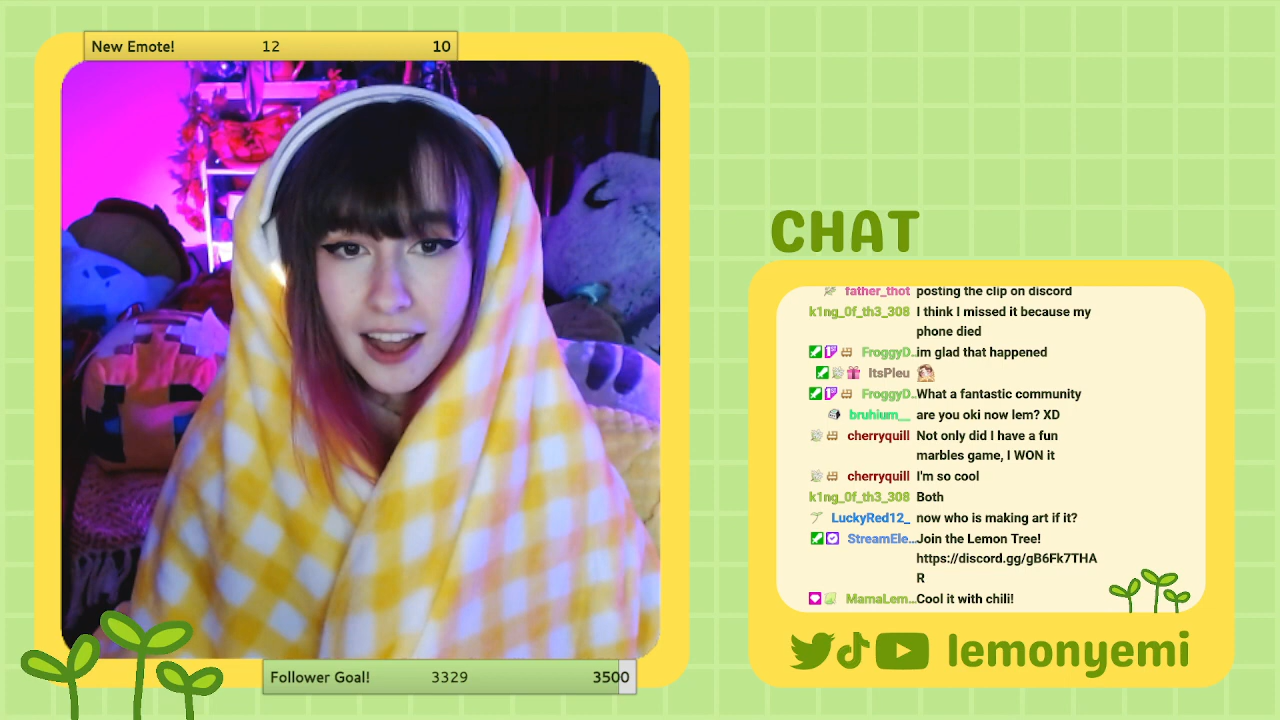 New Emote! 12 10
CHAT
father_thot posting the clip on discord
k1ng_0f_th3_308 I think I missed it because my
phone died
FroggyD... im glad that happened
ItsPleu
FroggyD... What a fantastic community
bruhium__ are you oki now lem? XD
cherryquill Not only did I have a fun
marbles game, I WON it
cherryquill I'm so cool
k1ng_0f_th3_308 Both
LuckyRed12_ now who is making art if it?
StreamEle... Join the Lemon Tree!
https://discord.gg/gB6Fk7THA
R
MamaLem... Cool it with chili!
lemonyemi
Follower Goal! 3329 3500